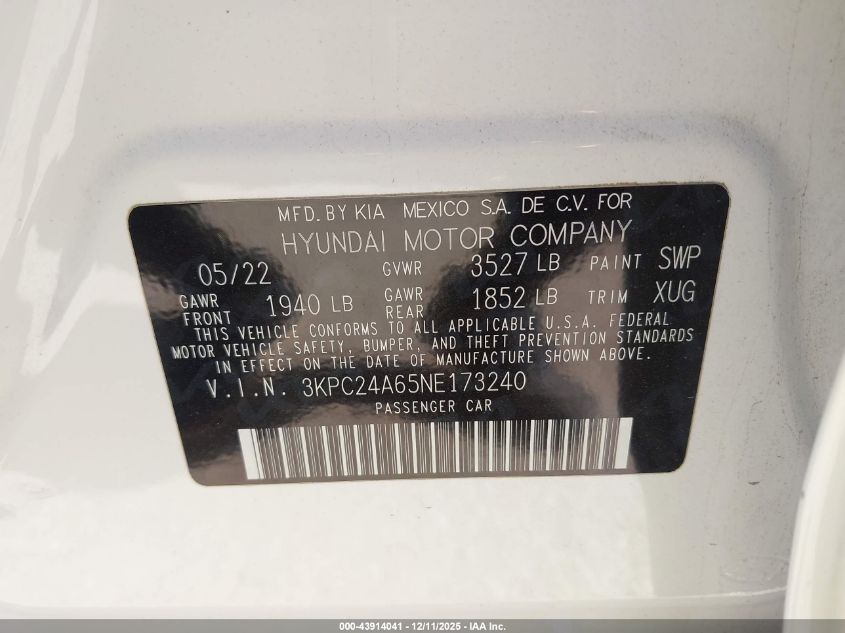 MFD. BY KIA MEXICO S.A. DE C.V. FOR
HYUNDAI MOTOR COMPANY
05/22 GVWR 3527 LB PAINT SWP
GAWR FRONT 1940 LB GAWR REAR 1852 LB TRIM XUG
THIS VEHICLE CONFORMS TO ALL APPLICABLE U.S.A. FEDERAL
MOTOR VEHICLE SAFETY, BUMPER, AND THEFT PREVENTION STANDARDS
IN EFFECT ON THE DATE OF MANUFACTURE SHOWN ABOVE.
V.I.N. 3KPC24A65NE173240
PASSENGER CAR
000-43914041 - 12/11/2025 - IAA Inc.